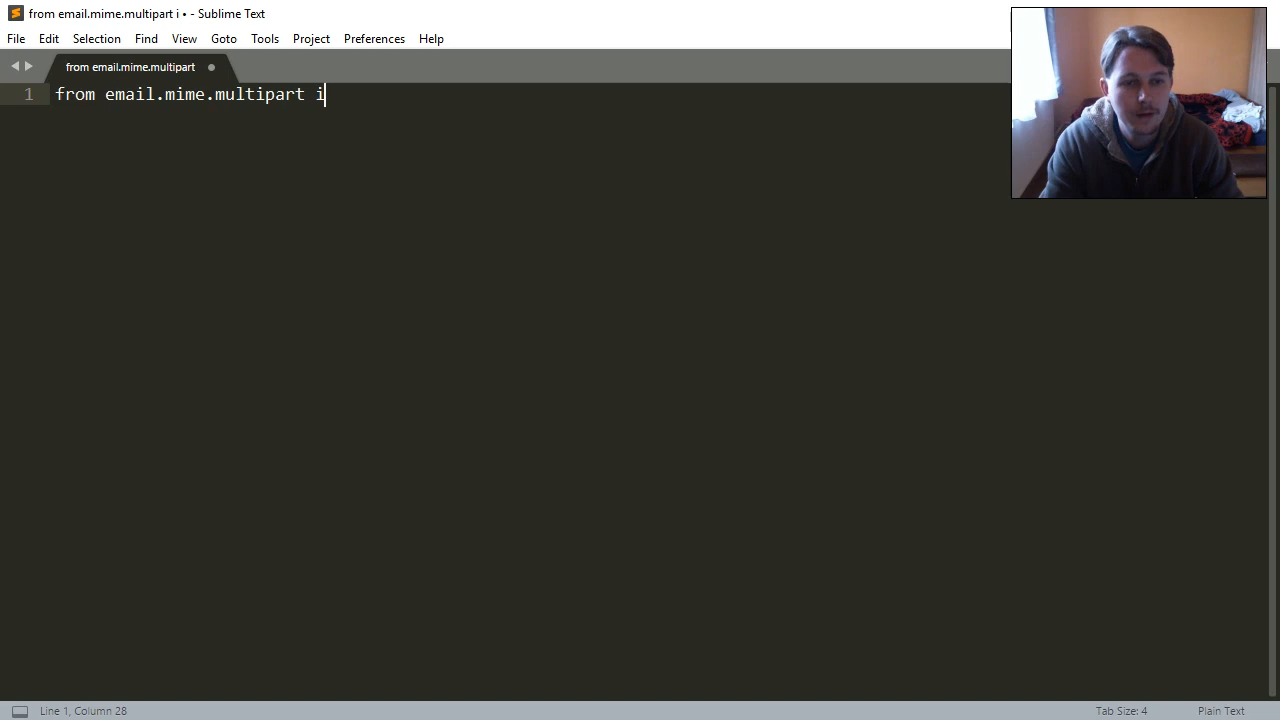 from email.mime.multipart i • - Sublime Text
File Edit Selection Find View Goto Tools Project Preferences Help
from email.mime.multipart
1 from email.mime.multipart i
Line 1, Column 28 Tab Size: 4 Plain Text